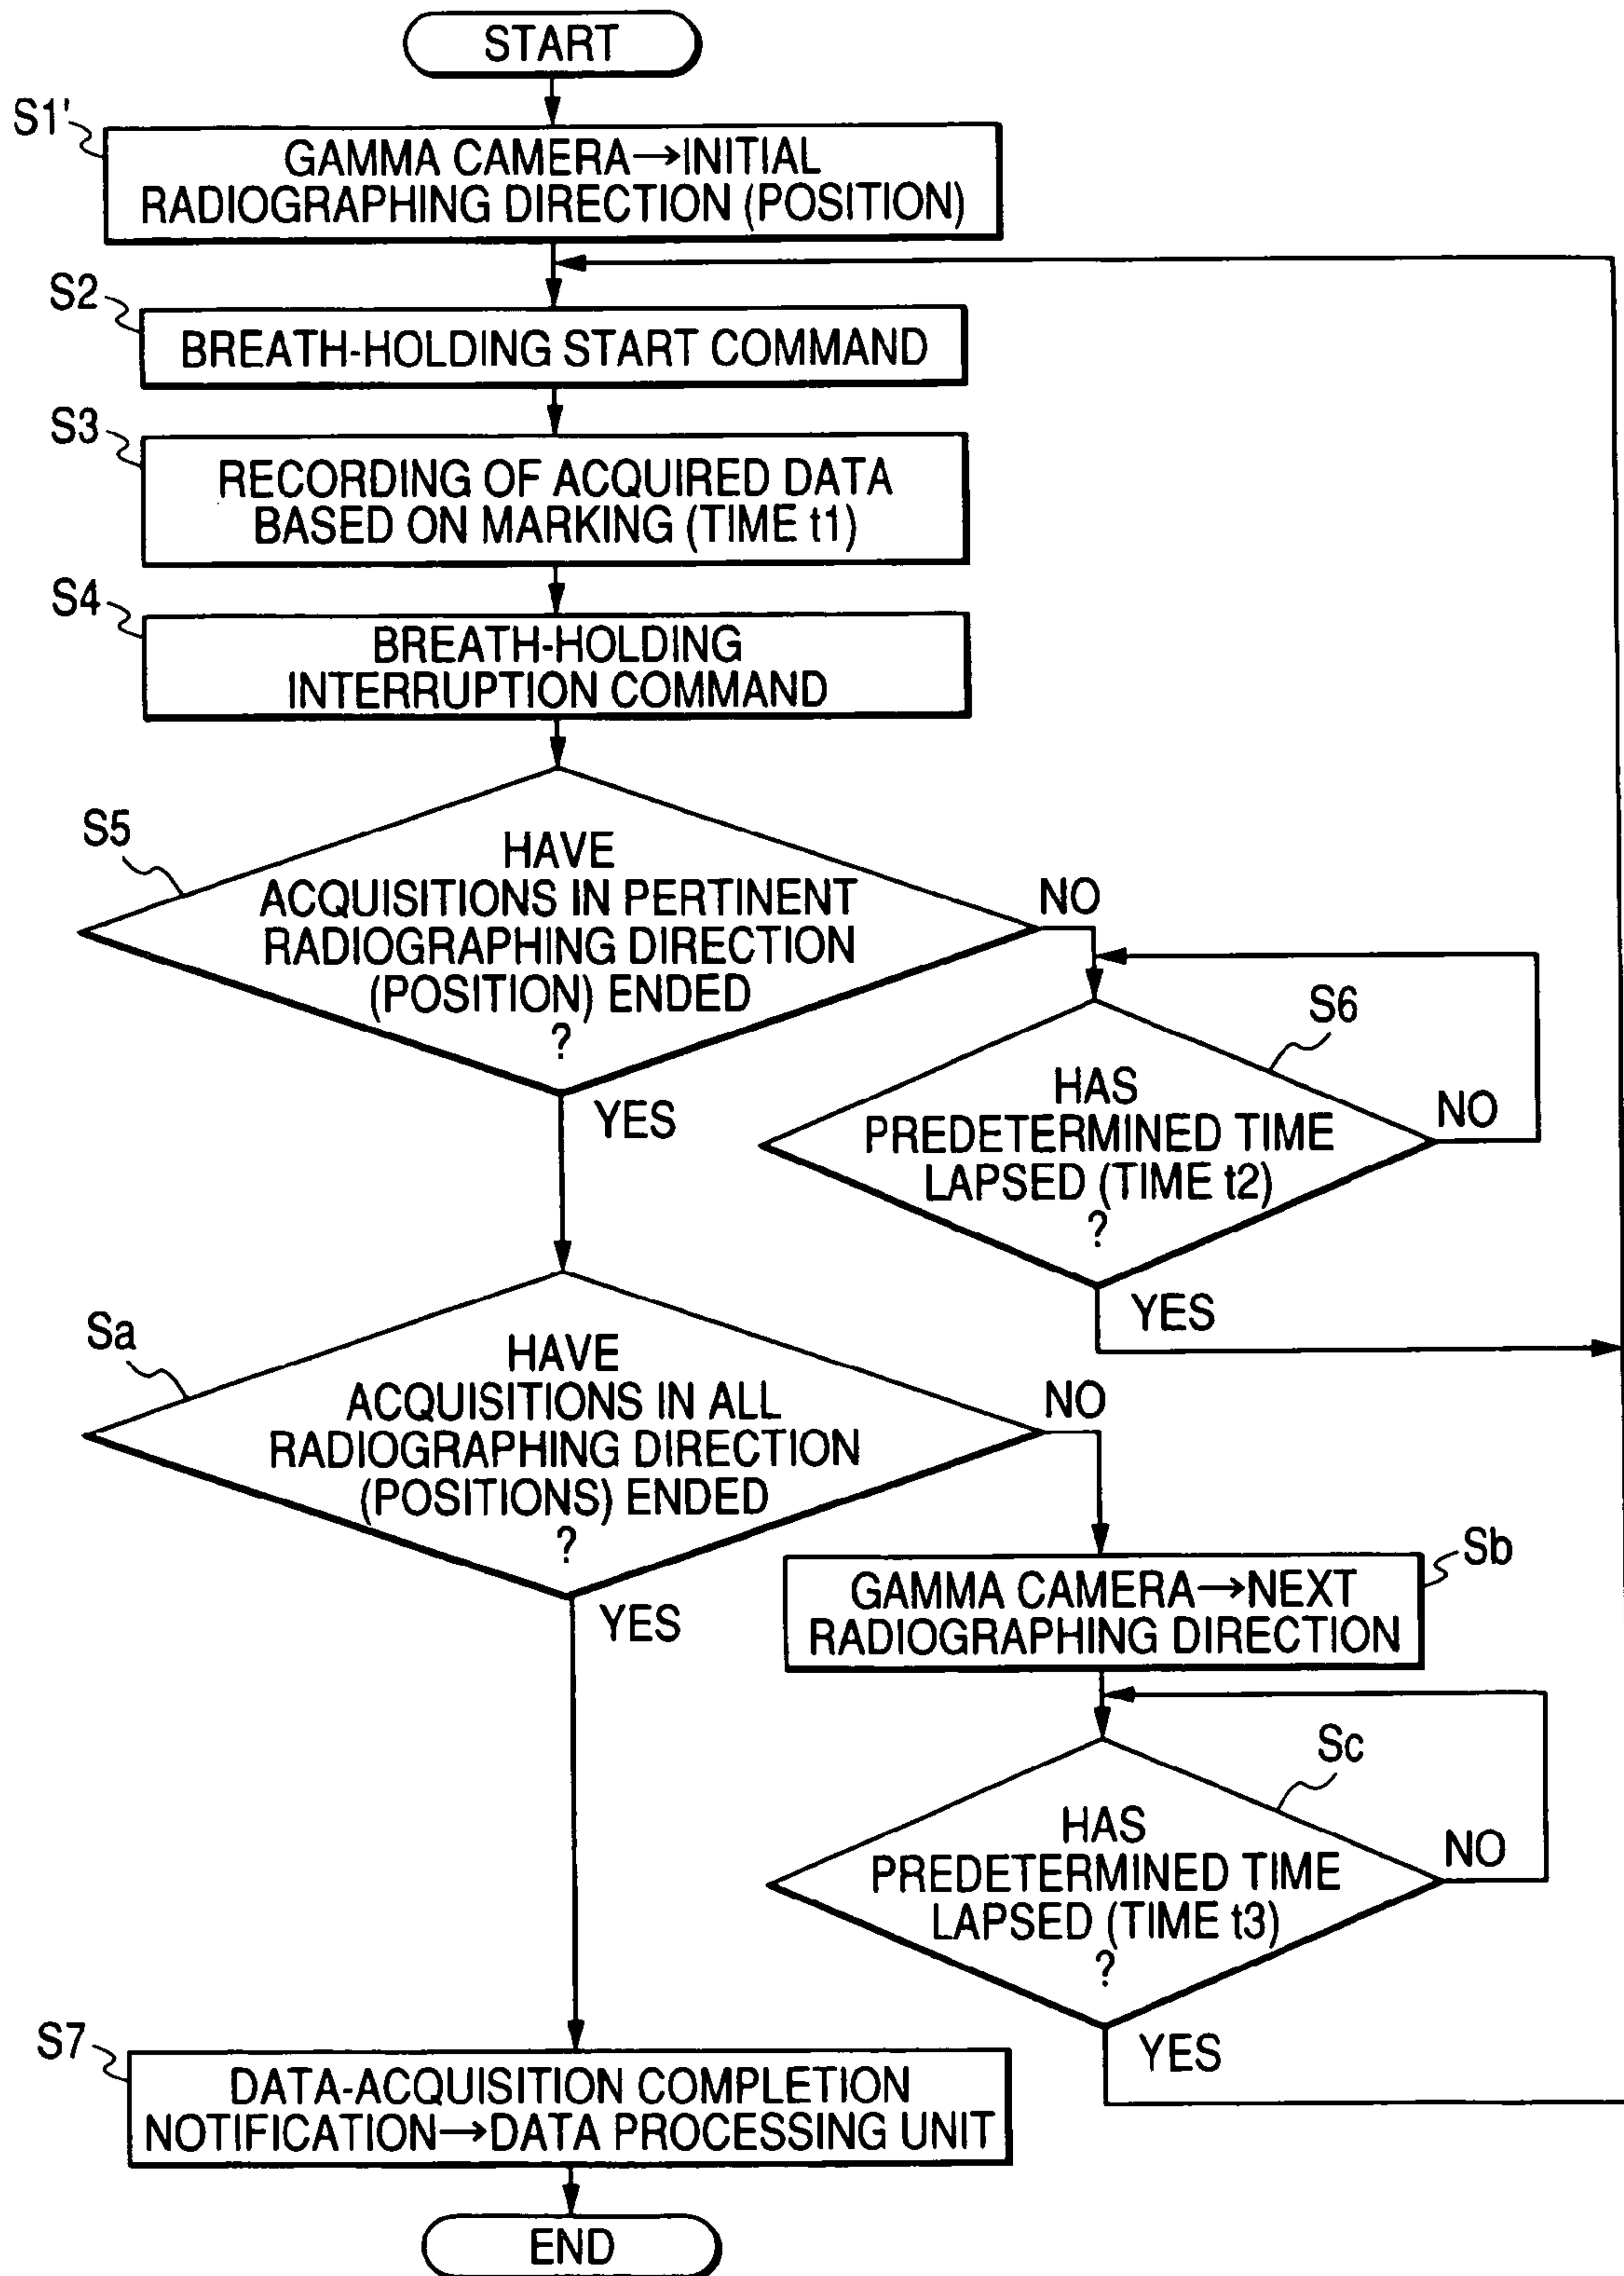 START
S1'
GAMMA CAMERA→INITIAL
RADIOGRAPHING DIRECTION (POSITION)
S2
BREATH-HOLDING START COMMAND
S3
RECORDING OF ACQUIRED DATA
BASED ON MARKING (TIME t1)
S4
BREATH-HOLDING
INTERRUPTION COMMAND
S5
HAVE
ACQUISITIONS IN PERTINENT
RADIOGRAPHING DIRECTION
(POSITION) ENDED
?
NO
YES
S6
HAS
PREDETERMINED TIME
LAPSED (TIME t2)
?
NO
YES
Sa
HAVE
ACQUISITIONS IN ALL
RADIOGRAPHING DIRECTION
(POSITIONS) ENDED
?
NO
YES
Sb
GAMMA CAMERA→NEXT
RADIOGRAPHING DIRECTION
Sc
HAS
PREDETERMINED TIME
LAPSED (TIME t3)
?
NO
YES
S7
DATA-ACQUISITION COMPLETION
NOTIFICATION→DATA PROCESSING UNIT
END